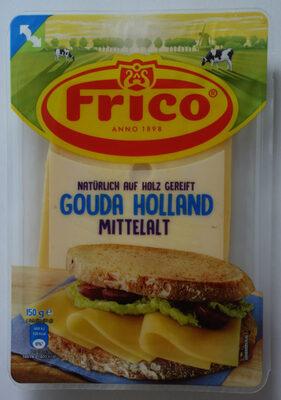 Frico®
ANNO 1898
NATÜRLICH AUF HOLZ GEREIFT
GOUDA HOLLAND
MITTELALT
150 g e